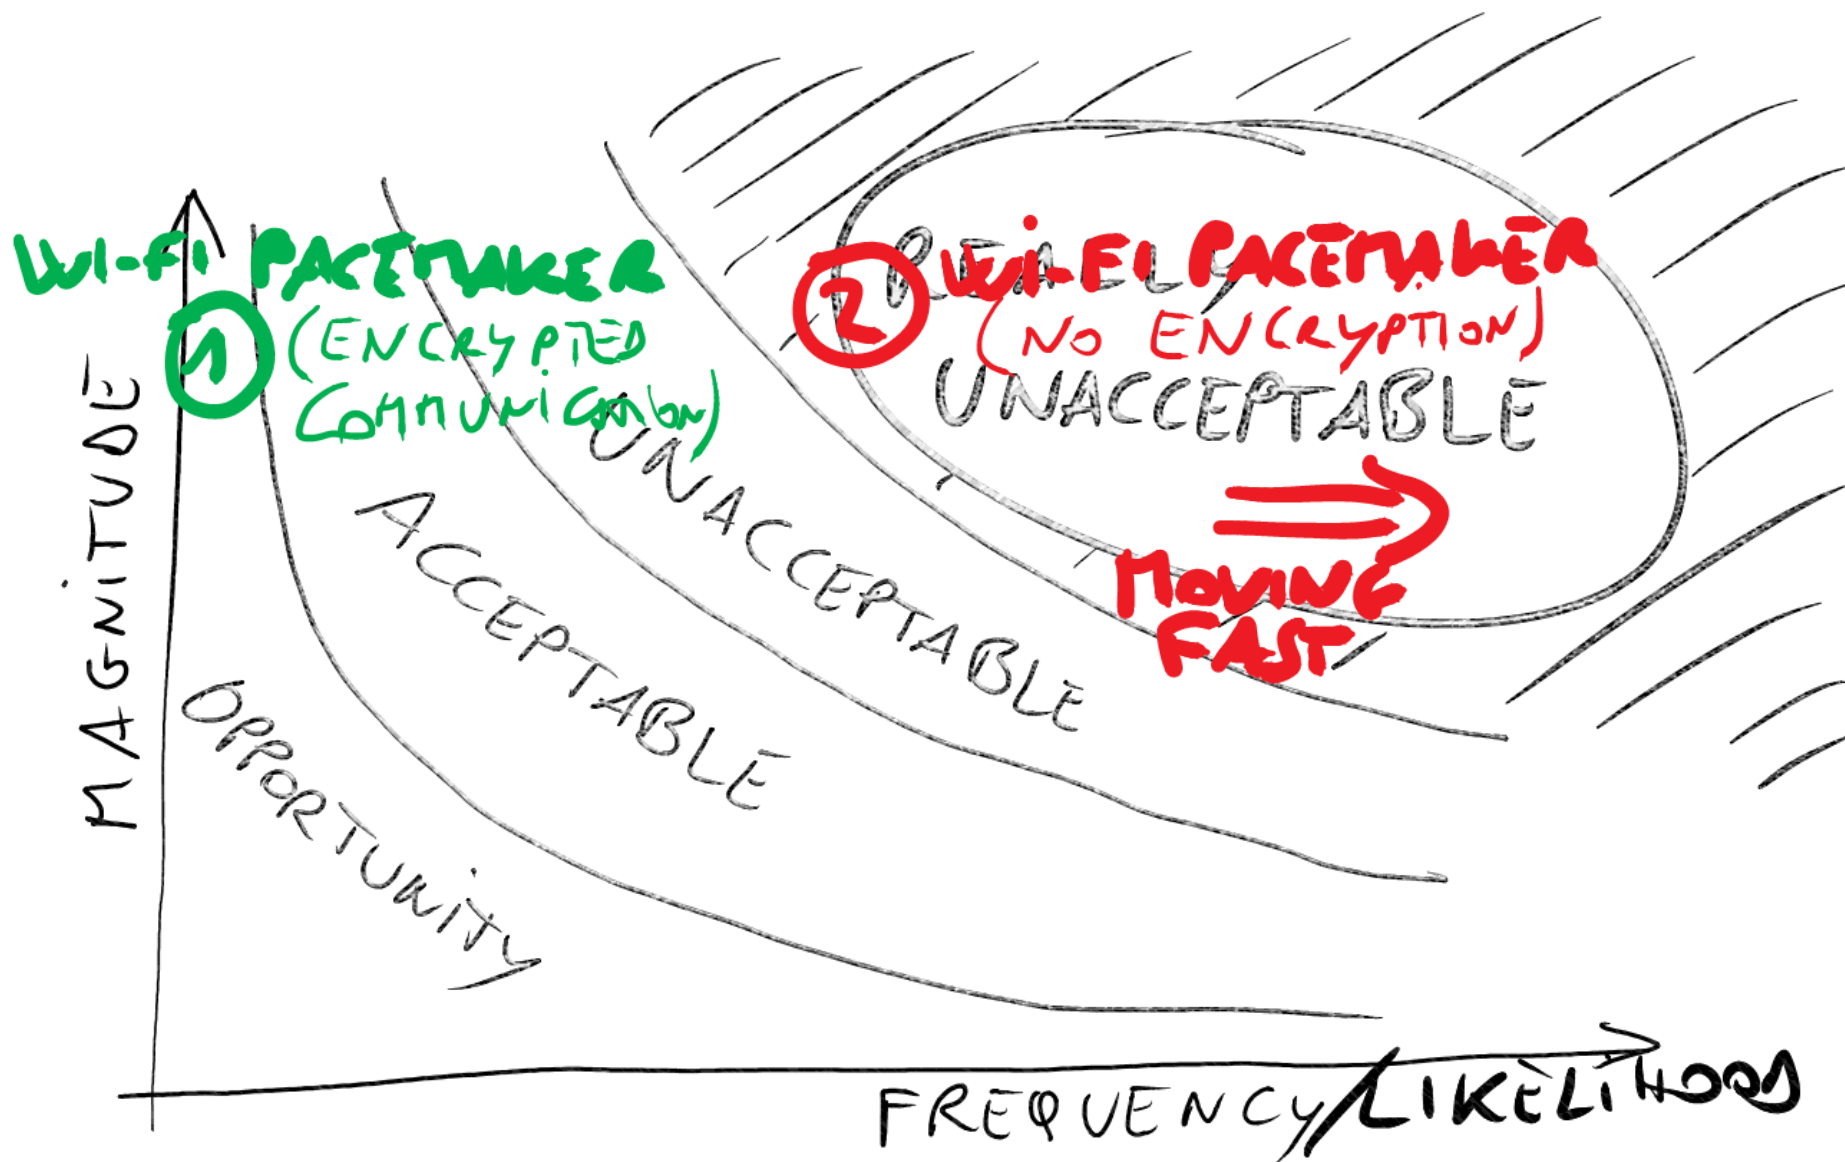 WI-FI PACEMAKER
1 (ENCRYPTED
COMMUNICATION)
2 WI-FI PACEMAKER
(NO ENCRYPTION)
REALLY
UNACCEPTABLE
MOVING
FAST
UNACCEPTABLE
ACCEPTABLE
OPPORTUNITY
MAGNITUDE
FREQUENCY/LIKELIHOOD